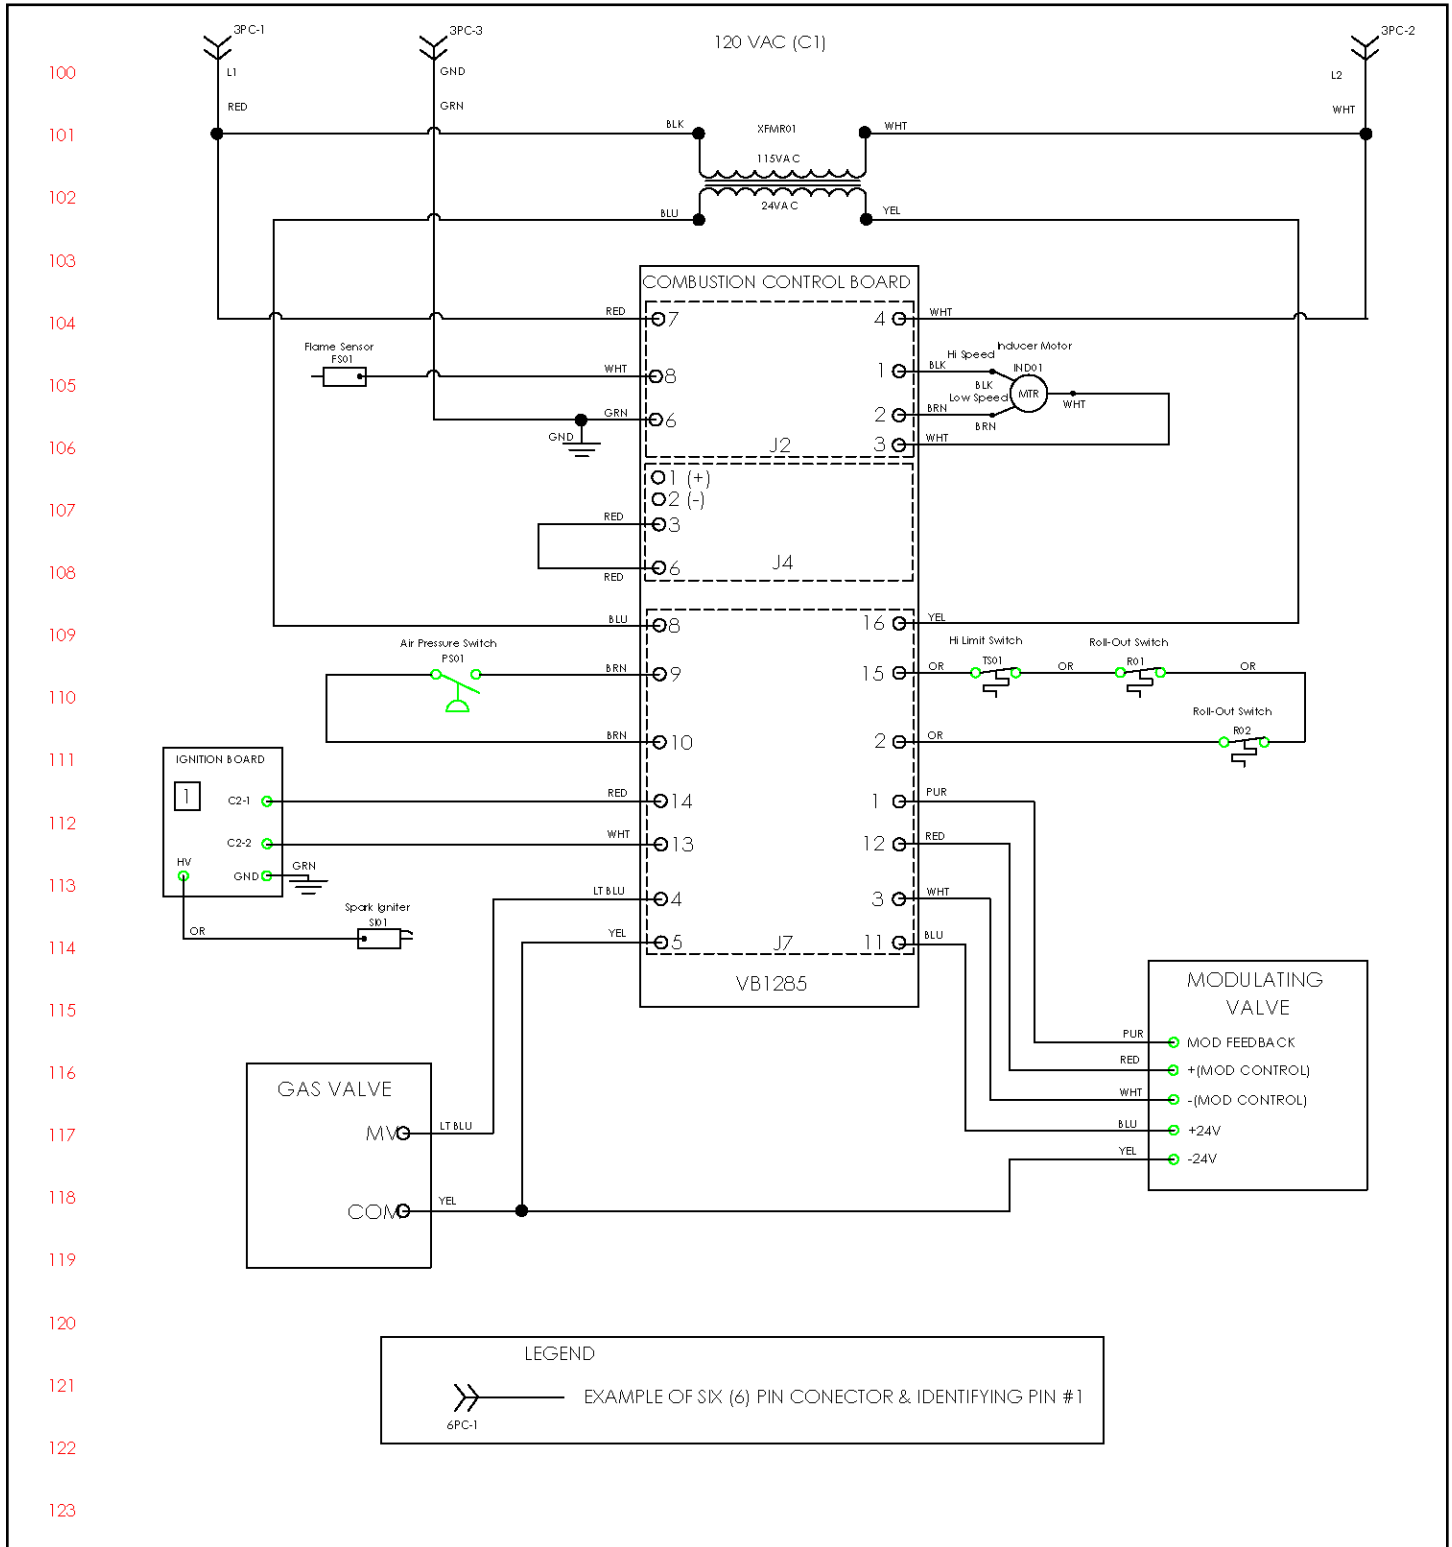 3PC-1
3PC-3
120 VAC (C1)
3PC-2
100
L1
GND
L2
RED
GRN
WHT
101
BLK
XFMR01
WHT
115VAC
102
24VAC
BLU
YEL
103
COMBUSTION CONTROL BOARD
104
RED
7
4
WHT
Flame Sensor
FS01
Hi Speed
Inducer Motor
105
WHT
8
1
BLK
IND01
BLK
MTR
Low Speed
WHT
GRN
6
2
BRN
BRN
106
GND
J2
3
WHT
1 (+)
2 (-)
107
RED
3
J4
108
RED
6
109
BLU
8
16
YEL
Air Pressure Switch
PS01
Hi Limit Switch
TS01
Roll-Out Switch
R01
BRN
9
15
OR
OR
OR
110
Roll-Out Switch
R02
BRN
10
2
OR
111
IGNITION BOARD
1
C2-1
RED
14
1
PUR
112
C2-2
WHT
13
12
RED
HV
GND
GRN
113
LT BLU
4
3
WHT
Spark Igniter
SI01
OR
114
YEL
5
J7
11
BLU
VB1285
MODULATING
VALVE
115
PUR
MOD FEEDBACK
116
RED
+(MOD CONTROL)
GAS VALVE
WHT
-(MOD CONTROL)
117
MV
LT BLU
BLU
+24V
YEL
-24V
118
COM
YEL
119
120
LEGEND
121
EXAMPLE OF SIX (6) PIN CONECTOR & IDENTIFYING PIN #1
6PC-1
122
123